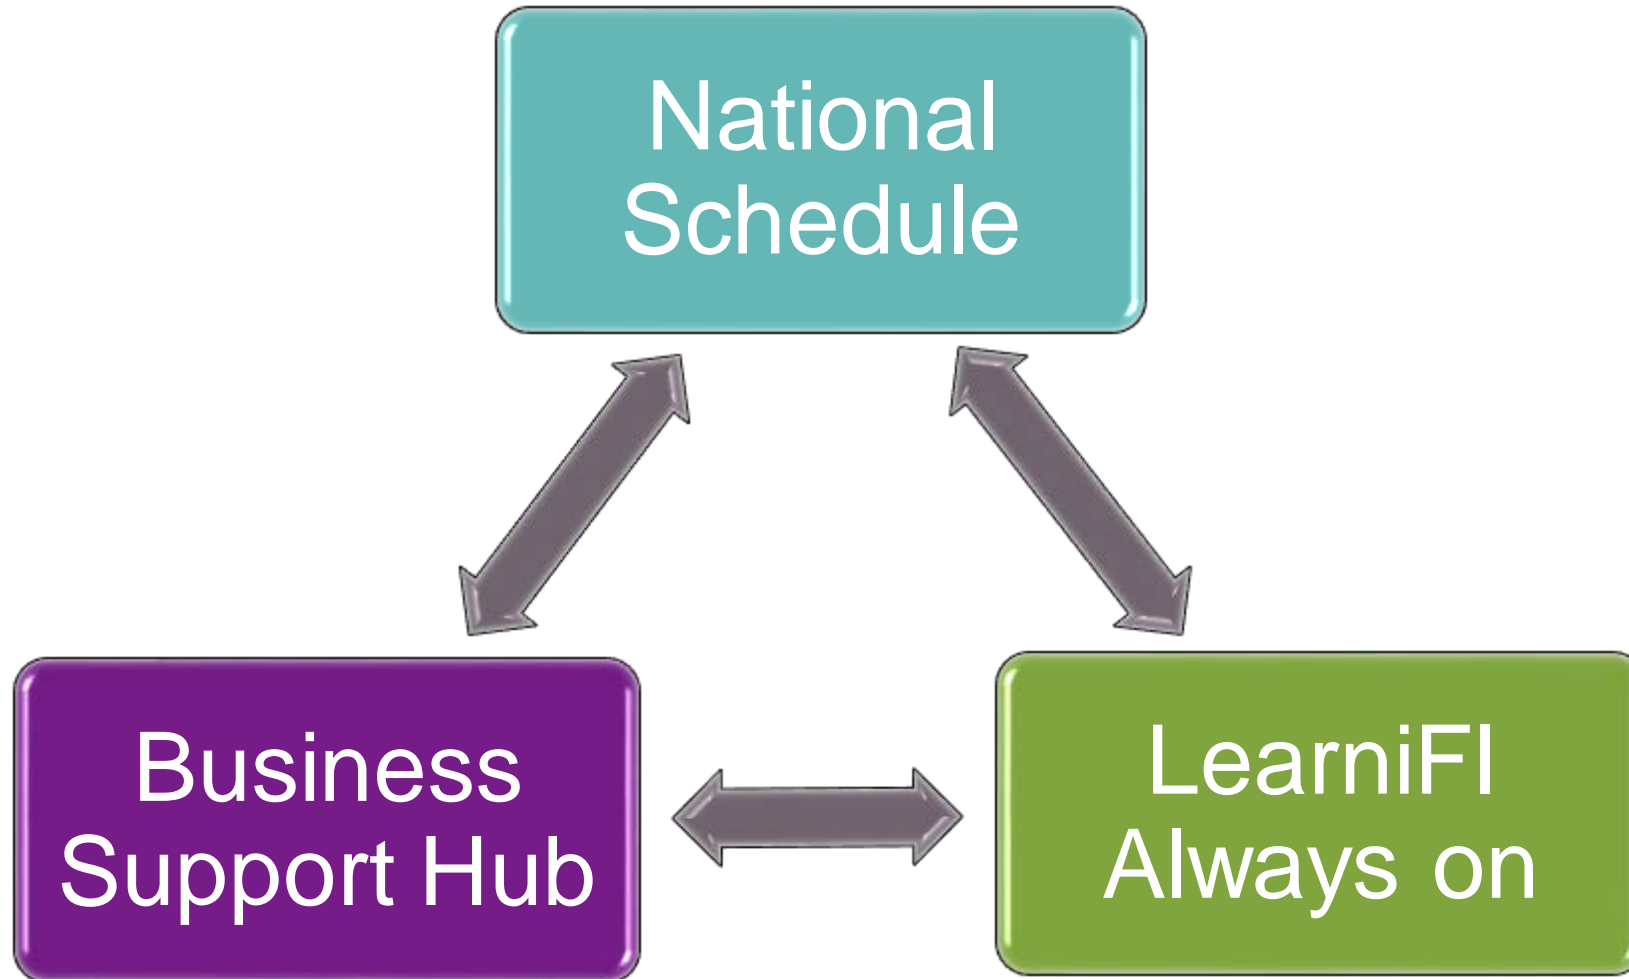 National
Schedule
Business
Support Hub
LearniFI
Always on